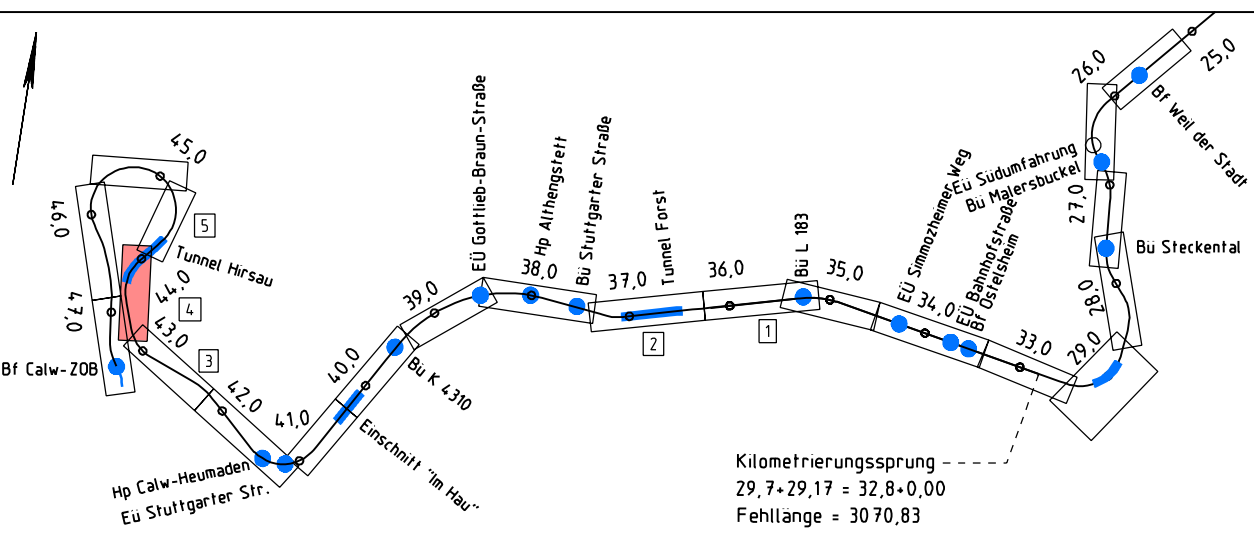 25,0
26,0
Bf Weil der Stadt
EÜ Südumfahrung
Bü Malersbuckel
27,0
Bü Steckental
28,0
29,0
33,0
EÜ Bahnhofstraße
Bf Ostelsheim
34,0
EÜ Simmozheimer Weg
35,0
Bü L 183
36,0
1
Tunnel Forst
37,0
2
Bü Stuttgarter Straße
Hp Althengstett
38,0
EÜ Gottlieb-Braun-Straße
39,0
Bü K 4310
40,0
Einschnitt "Im Hau"
41,0
Hp Calw-Heumaden
Eü Stuttgarter Str.
42,0
3
43,0
4
44,0
Tunnel Hirsau
5
45,0
46,0
47,0
Bf Calw-ZOB
Kilometrierungssprung
29,7+29,17 = 32,8+0,00
Fehllänge = 3070,83